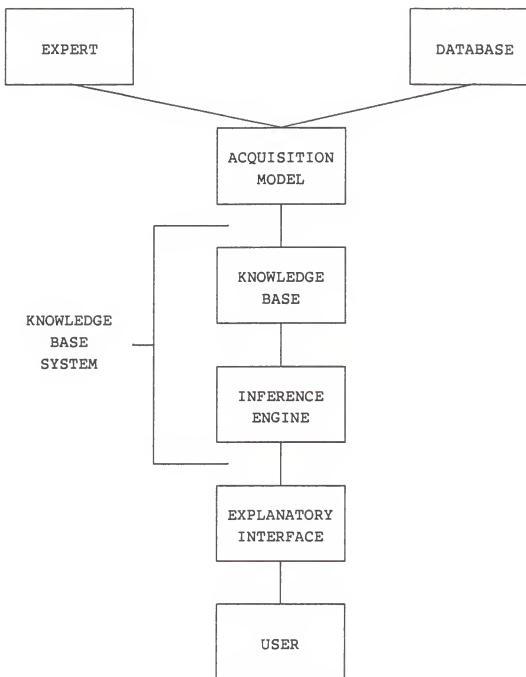 EXPERT
DATABASE
ACQUISITION
MODEL
KNOWLEDGE
BASE
KNOWLEDGE
BASE
SYSTEM
INFERENCE
ENGINE
EXPLANATORY
INTERFACE
USER